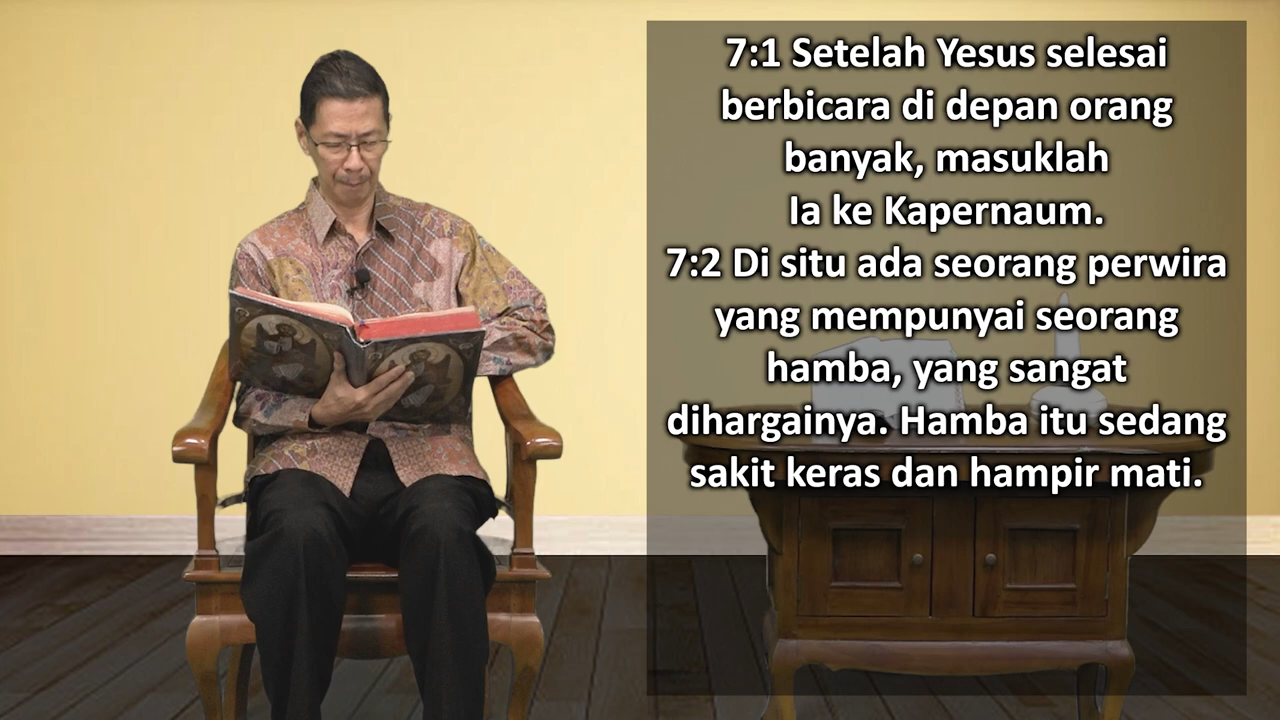 7:1 Setelah Yesus selesai
berbicara di depan orang
banyak, masuklah
Ia ke Kapernaum.
7:2 Di situ ada seorang perwira
yang mempunyai seorang
hamba, yang sangat
dihargainya. Hamba itu sedang
sakit keras dan hampir mati.